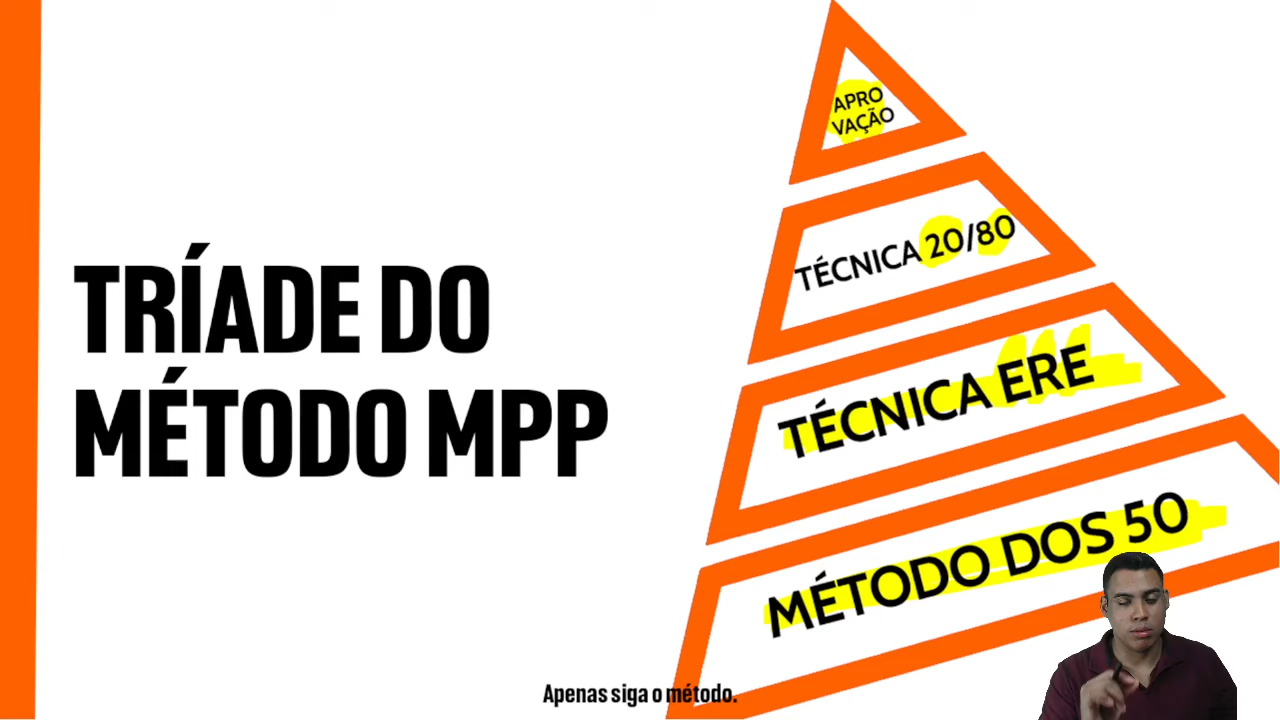 TRÍADE DO
MÉTODO MPP
APRO
VAÇÃO
TÉCNICA 20/80
TÉCNICA ERE
MÉTODO DOS 50
Apenas siga o método.